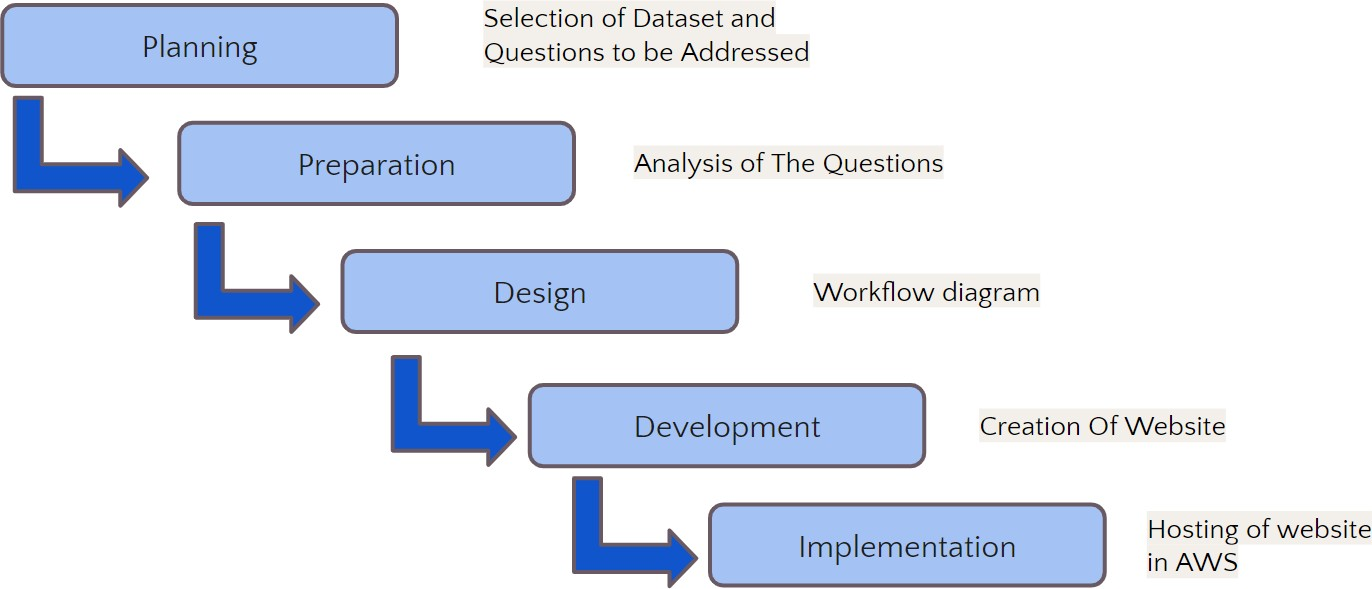 Planning
Selection of Dataset and
Questions to be Addressed
Preparation
Analysis of The Questions
Design
Workflow diagram
Development
Creation Of Website
Implementation
Hosting of website
in AWS